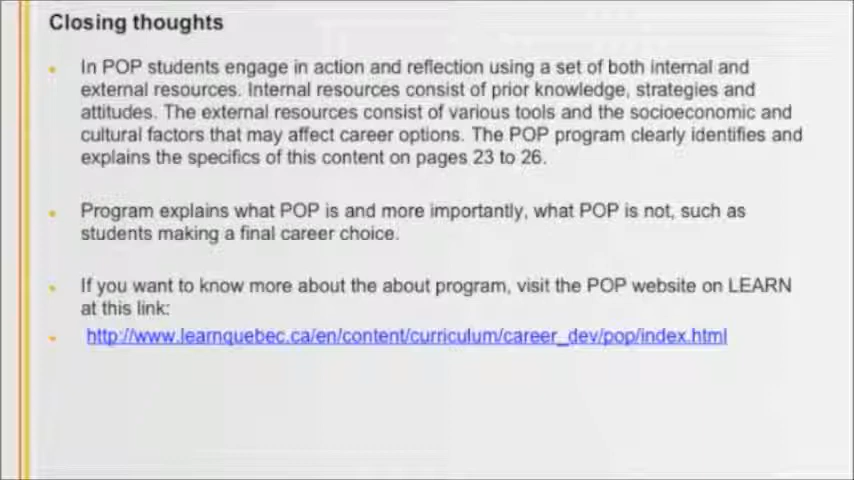 Closing thoughts
In POP students engage in action and reflection using a set of both internal and
external resources. Internal resources consist of prior knowledge, strategies and
attitudes. The external resources consist of various tools and the socioeconomic and
cultural factors that may affect career options. The POP program clearly identifies and
explains the specifics of this content on pages 23 to 26.
Program explains what POP is and more importantly, what POP is not, such as
students making a final career choice.
If you want to know more about the about program, visit the POP website on LEARN
at this link:
http://www.learnquebec.ca/en/content/curriculum/career_dev/pop/index.html